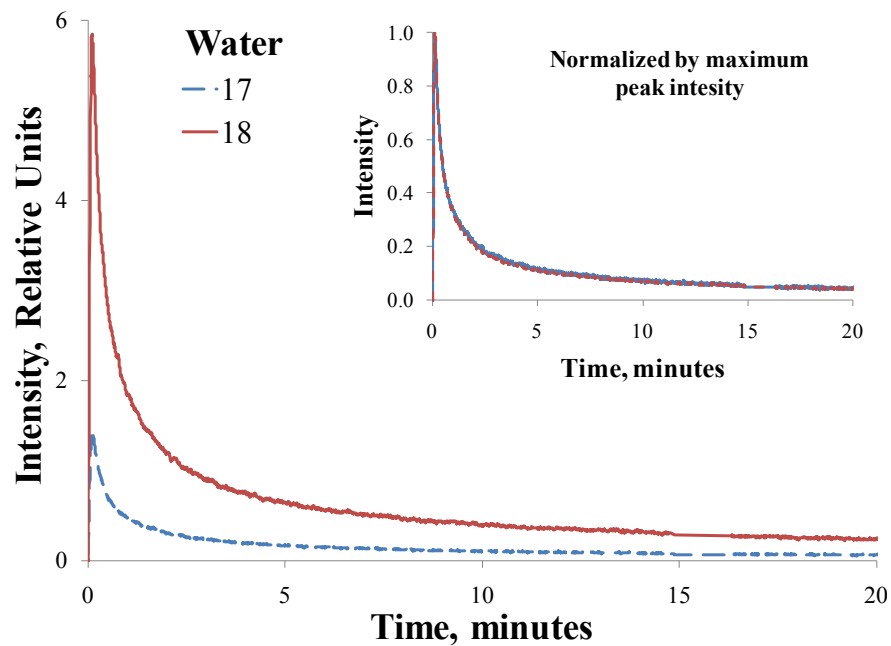 Water
17
18
Intensity, Relative Units
6
4
2
0
0 5 10 15 20
Time, minutes
Normalized by maximum
peak intesity
Intensity
1.0
0.8
0.6
0.4
0.2
0.0
0 5 10 15 20
Time, minutes